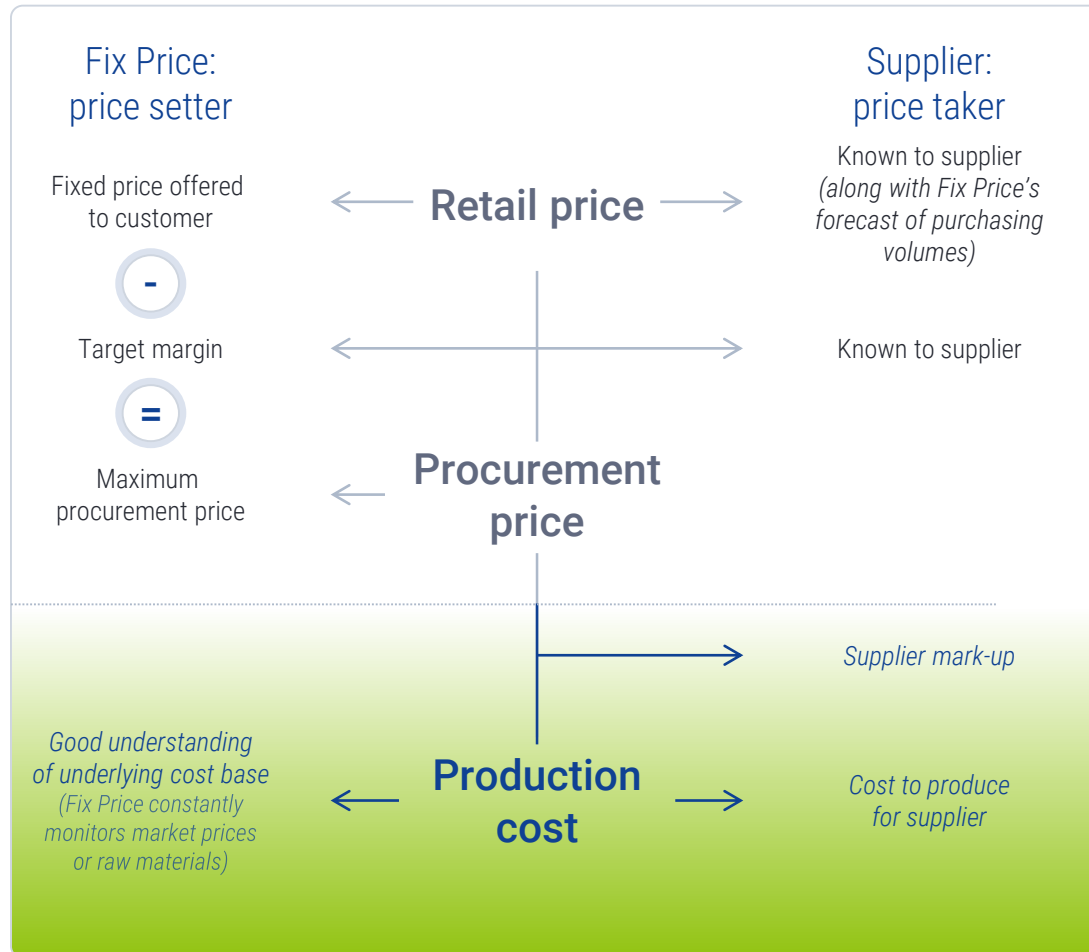 Fix Price:
price setter
Supplier:
price taker
Fixed price offered
to customer
Retail price
Known to supplier
(along with Fix Price's
forecast of purchasing
volumes)
-
Target margin
Known to supplier
=
Maximum
procurement price
Procurement
price
Supplier mark-up
Good understanding
of underlying cost base
(Fix Price constantly
monitors market prices
or raw materials)
Production
cost
Cost to produce
for supplier